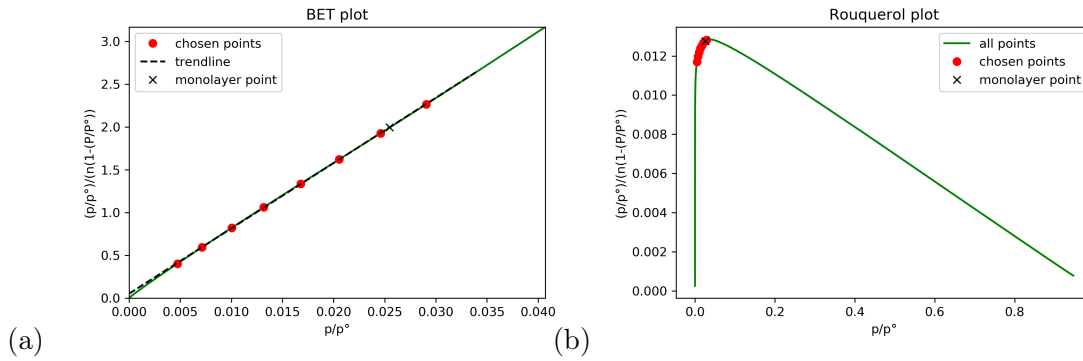 BET plot
3.0
2.5
2.0
1.5
1.0
0.5
0.0
(p/p°)/(n(1-(P/P°))
chosen points
trendline
monolayer point
0.000 0.005 0.010 0.015 0.020 0.025 0.030 0.035 0.040
p/p°
(a)
Rouquerol plot
0.012
0.010
0.008
0.006
0.004
0.002
0.000
(p/p°)/(n(1-(P/P°))
all points
chosen points
monolayer point
0.0 0.2 0.4 0.6 0.8
p/p°
(b)